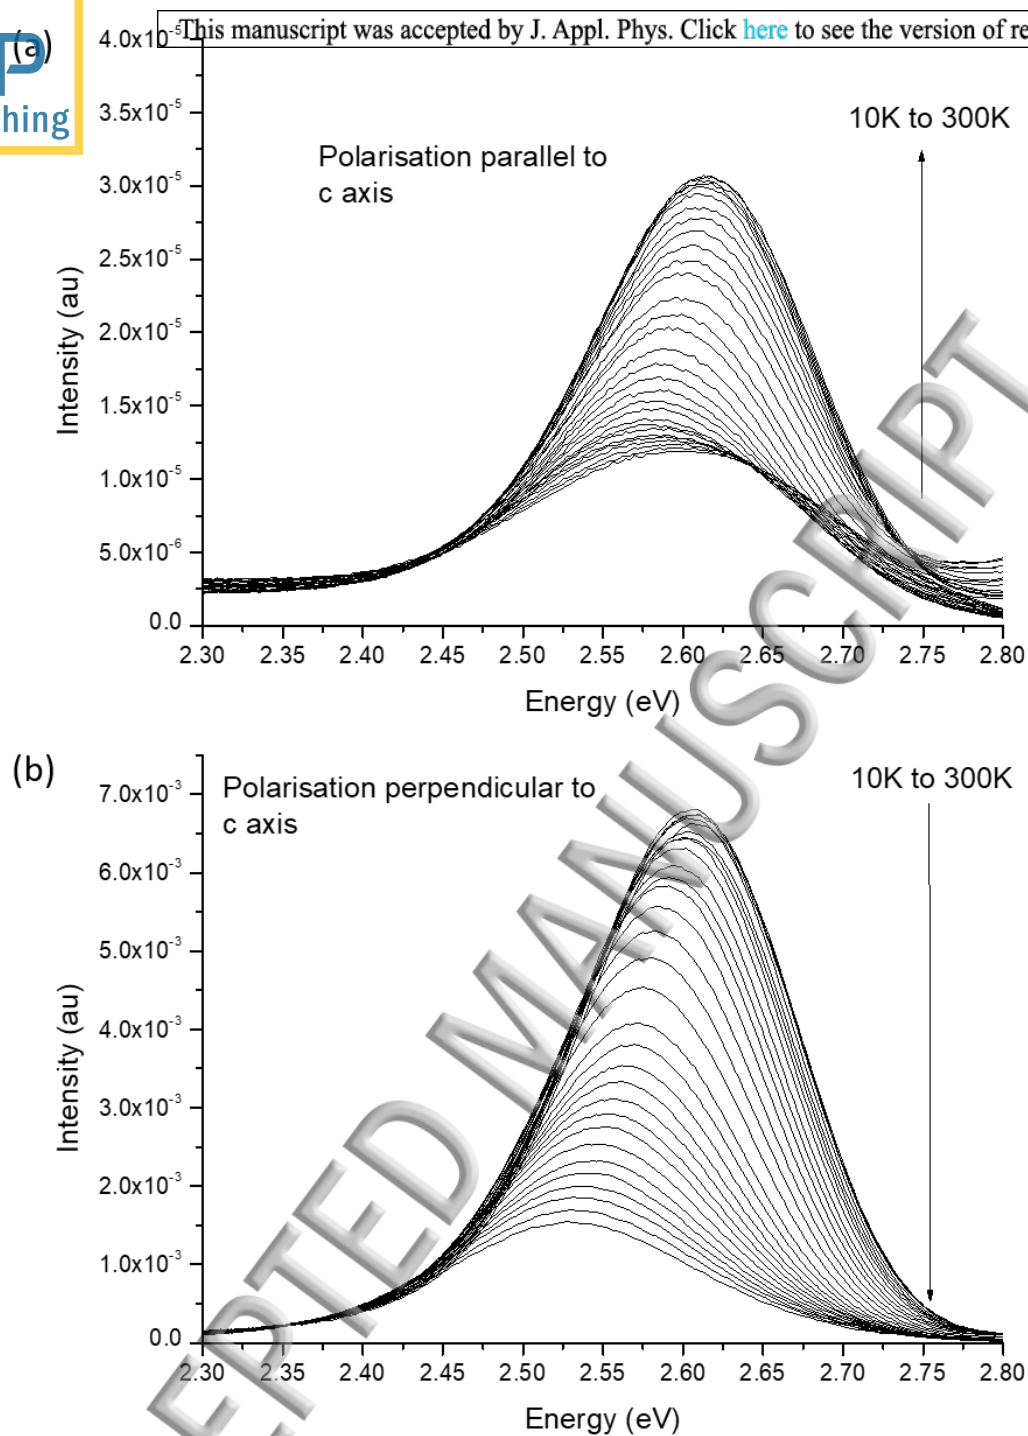 This manuscript was accepted by J. Appl. Phys. Click here to see the version of re
(a)
P
hing
4.0x10-5
3.5x10-5
3.0x10-5
2.5x10-5
2.0x10-5
1.5x10-5
1.0x10-5
5.0x10-6
0.0
Intensity (au)
Polarisation parallel to
c axis
10K to 300K
2.30 2.35 2.40 2.45 2.50 2.55 2.60 2.65 2.70 2.75 2.80
Energy (eV)
(b)
7.0x10-3
6.0x10-3
5.0x10-3
4.0x10-3
3.0x10-3
2.0x10-3
1.0x10-3
0.0
Intensity (au)
Polarisation perpendicular to
c axis
10K to 300K
2.30 2.35 2.40 2.45 2.50 2.55 2.60 2.65 2.70 2.75 2.80
Energy (eV)
EPTED MANUSCRIPT